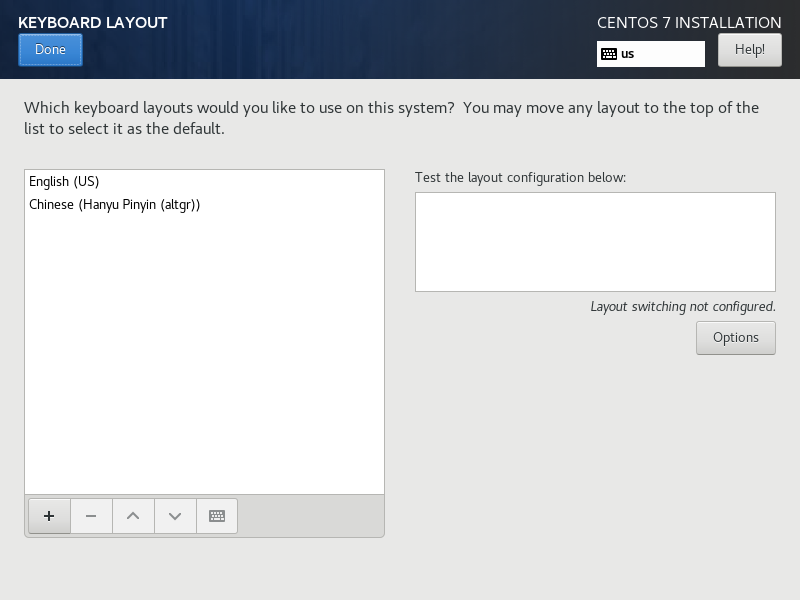 KEYBOARD LAYOUT
Done
CENTOS 7 INSTALLATION
us
Help!
Which keyboard layouts would you like to use on this system?  You may move any layout to the top of the
list to select it as the default.
English (US)
Chinese (Hanyu Pinyin (altgr))
Test the layout configuration below:
Layout switching not configured.
Options